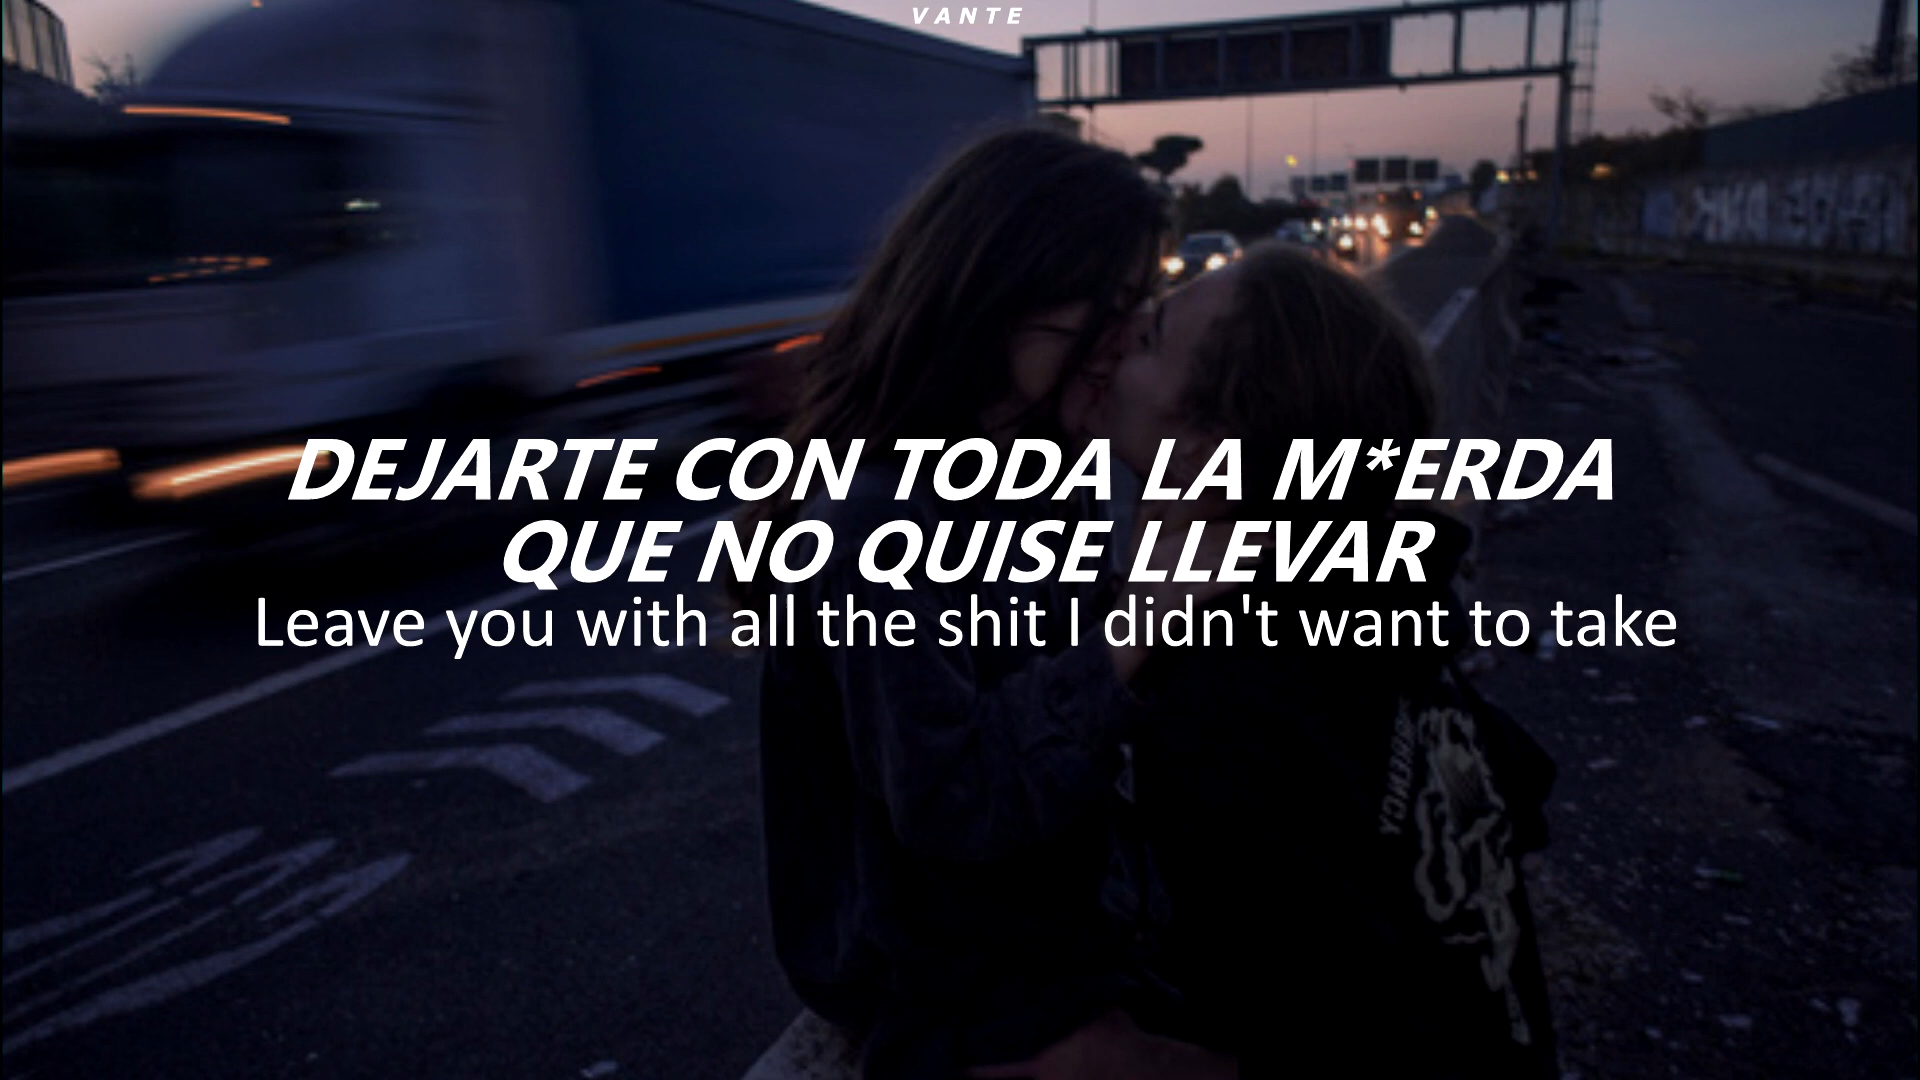 VANTE
DEJARTE CON TODA LA M*ERDA
QUE NO QUISE LLEVAR
Leave you with all the shit I didn't want to take